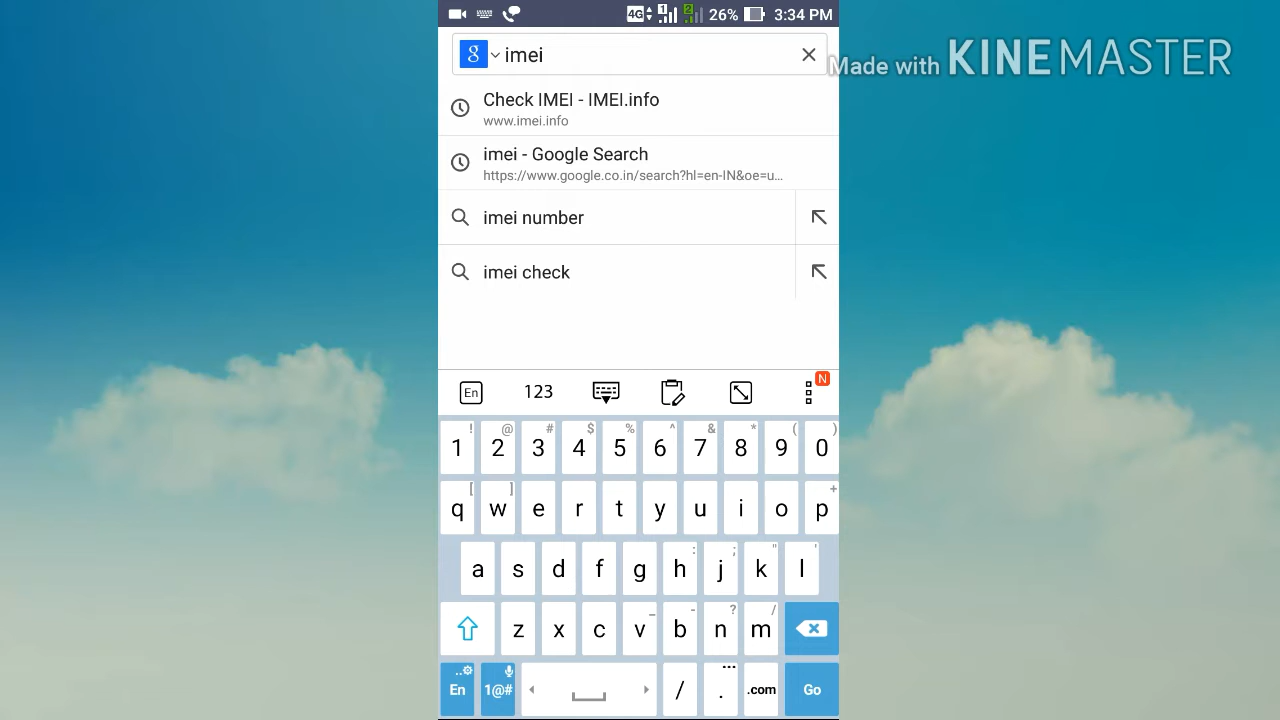 4G 1 2 26% 3:34 PM
g imei
Made with KINEMASTER
Check IMEI - IMEI.info
www.imei.info
imei - Google Search
https://www.google.co.in/search?hl=en-IN&oe=u...
imei number
imei check
En 123 N
! @ # $ % ^ & * ( )
1 2 3 4 5 6 7 8 9 0
[ ] +
q w e r t y u i o p
: ; " '
a s d f g h j k l
_ - ? /
z x c v b n m
En 1@# / . .com Go